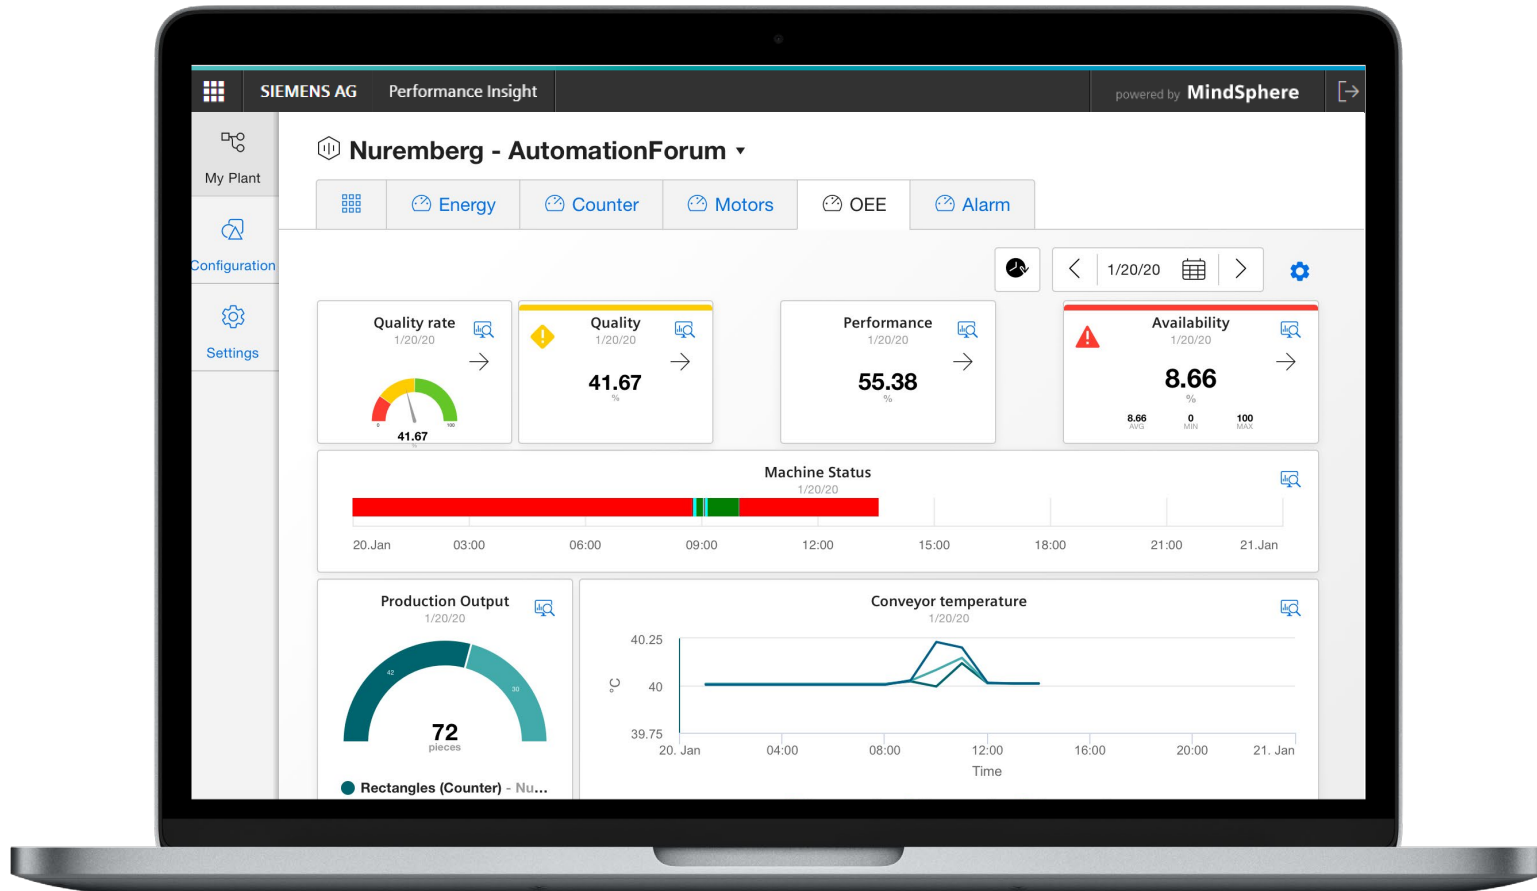 SIEMENS AG Performance Insight powered by MindSphere
My Plant
Configuration
Settings
Nuremberg - AutomationForum
Energy Counter Motors OEE Alarm
1/20/20
Quality rate
1/20/20
0 100
41.67
%
Quality
1/20/20
41.67
%
Performance
1/20/20
55.38
%
Availability
1/20/20
8.66
%
8.66 0 100
AVG MIN MAX
Machine Status
1/20/20
20.Jan 03:00 06:00 09:00 12:00 15:00 18:00 21:00 21.Jan
Production Output
1/20/20
42 30
72
pieces
Rectangles (Counter) - Nu...
Conveyor temperature
1/20/20
40.25
°C
40
39.75
20. Jan 04:00 08:00 12:00 16:00 20:00 21. Jan
Time